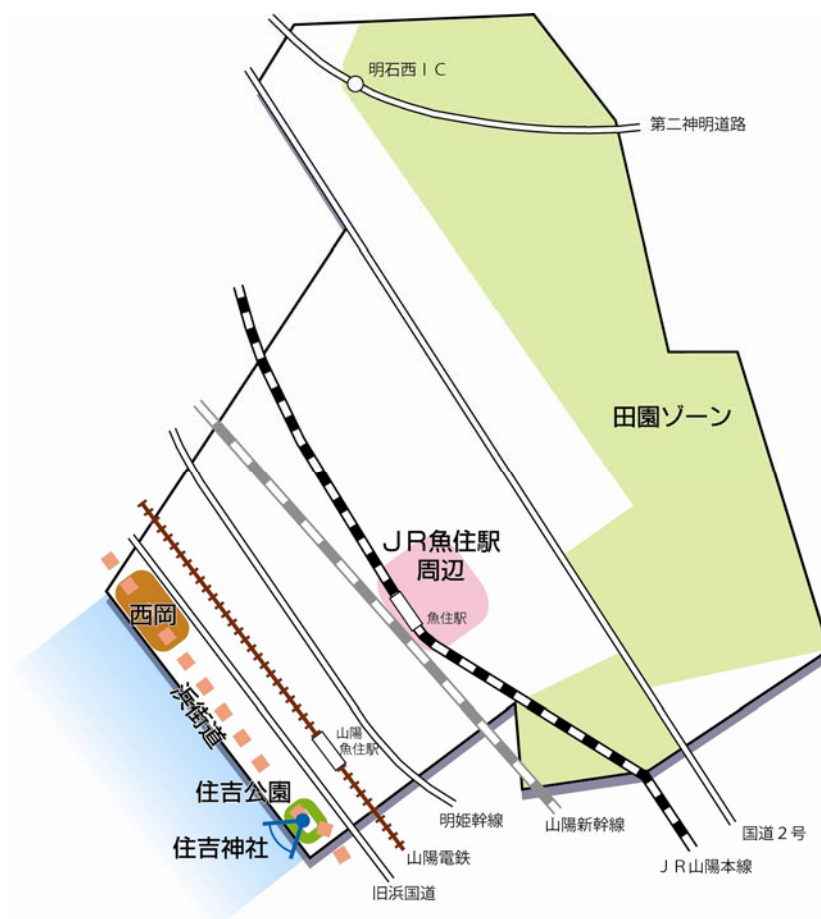 明石西ＩＣ
第二神明道路
田園ゾーン
ＪＲ魚住駅
周辺
魚住駅
西岡
浜街道
山陽
魚住駅
住吉公園
住吉神社
明姫幹線
山陽新幹線
国道２号
山陽電鉄
ＪＲ山陽本線
旧浜国道